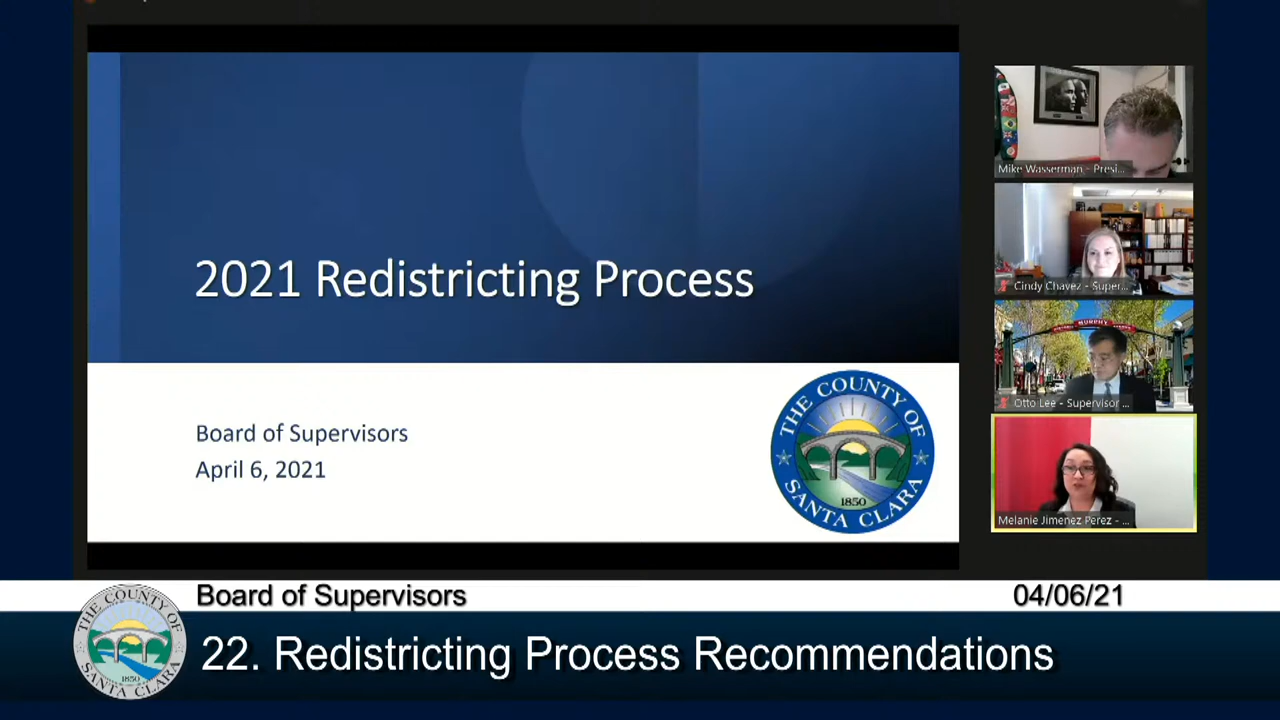 2021 Redistricting Process
Board of Supervisors
April 6, 2021
THE COUNTY OF
SANTA CLARA
1850
Mike Wasserman - Presi...
Cindy Chavez - Super...
MURPHY
Otto Lee - Supervisor ...
Melanie Jimenez Perez - ...
THE COUNTY OF
SANTA CLARA
1850
Board of Supervisors
04/06/21
22. Redistricting Process Recommendations